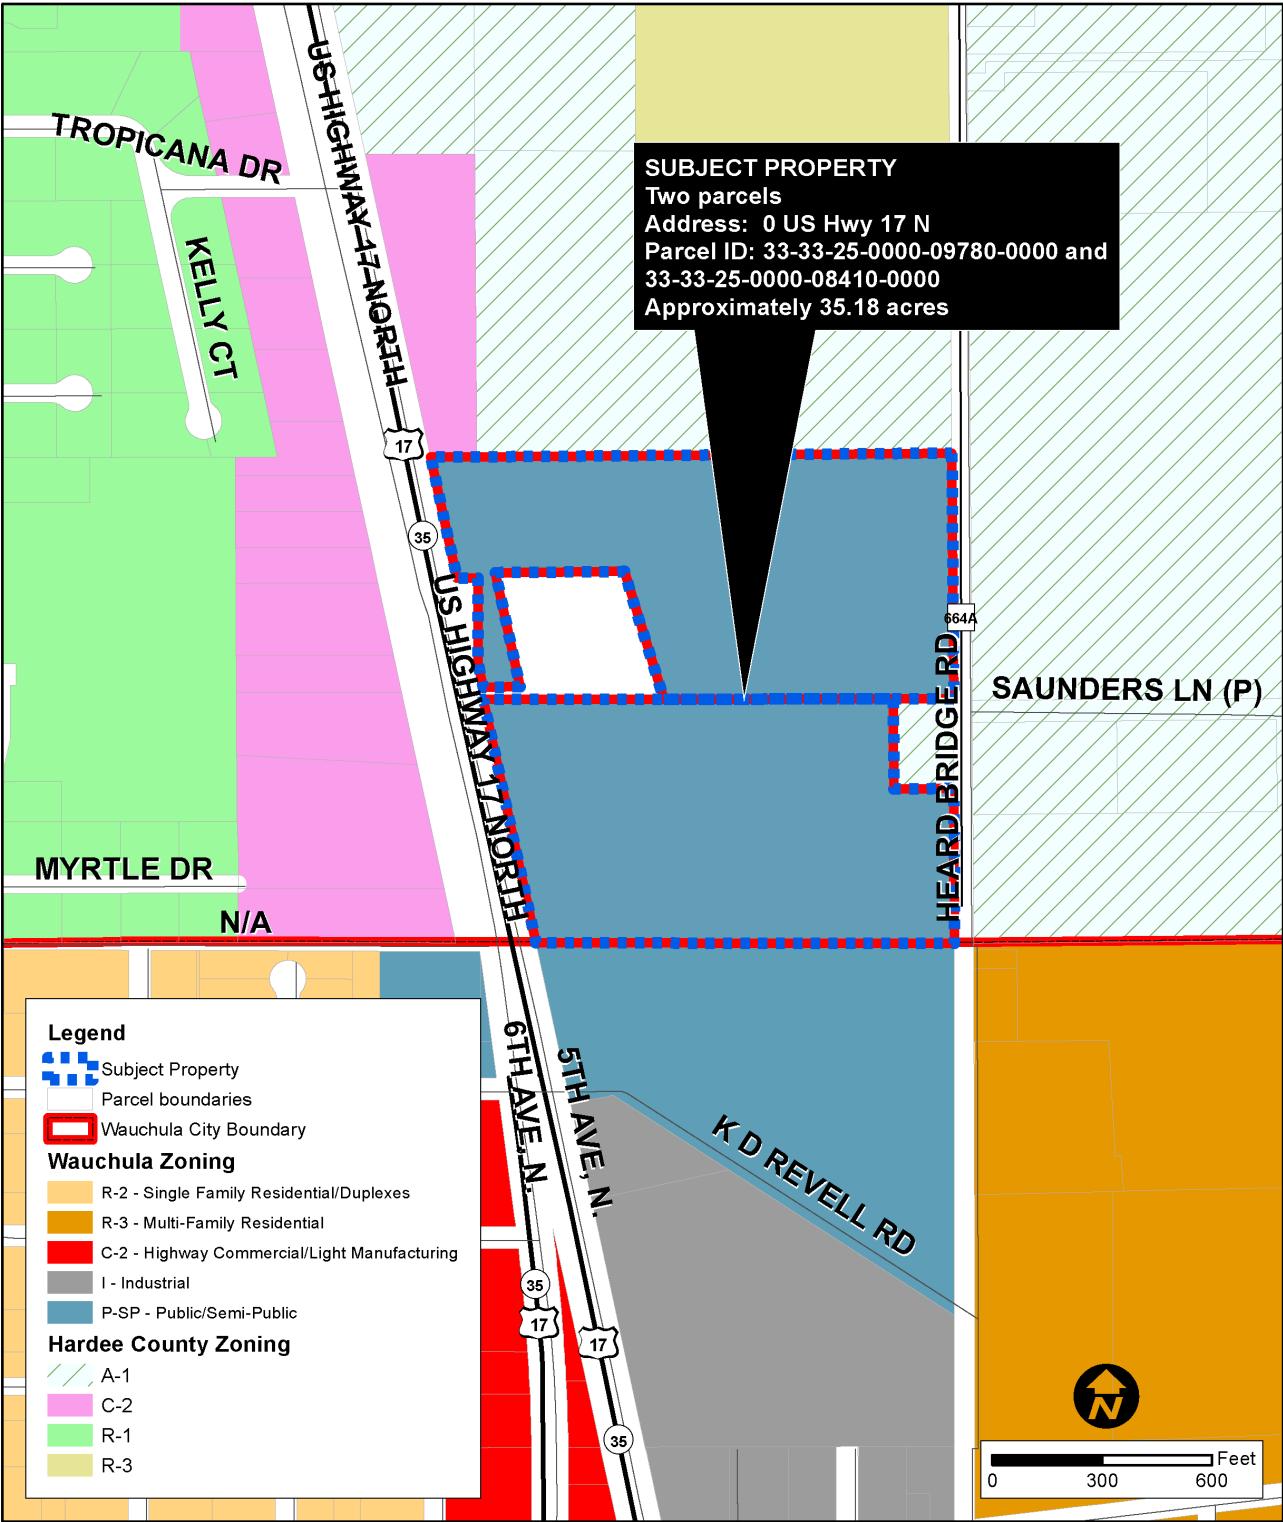 US HIGHWAY 17 NORTH
TROPICANA DR
KELLY CT
SUBJECT PROPERTY
Two parcels
Address:  0 US Hwy 17 N
Parcel ID: 33-33-25-0000-09780-0000 and
33-33-25-0000-08410-0000
Approximately 35.18 acres
17
35
US HIGHWAY 17 NORTH
664A
HEARD BRIDGE RD
SAUNDERS LN (P)
MYRTLE DR
N/A
6TH AVE, N.
5TH AVE, N.
K D REVELL RD
35
17
17
35
Legend
Subject Property
Parcel boundaries
Wauchula City Boundary
Wauchula Zoning
R-2 - Single Family Residential/Duplexes
R-3 - Multi-Family Residential
C-2 - Highway Commercial/Light Manufacturing
I - Industrial
P-SP - Public/Semi-Public
Hardee County Zoning
A-1
C-2
R-1
R-3
N
Feet
0 300 600